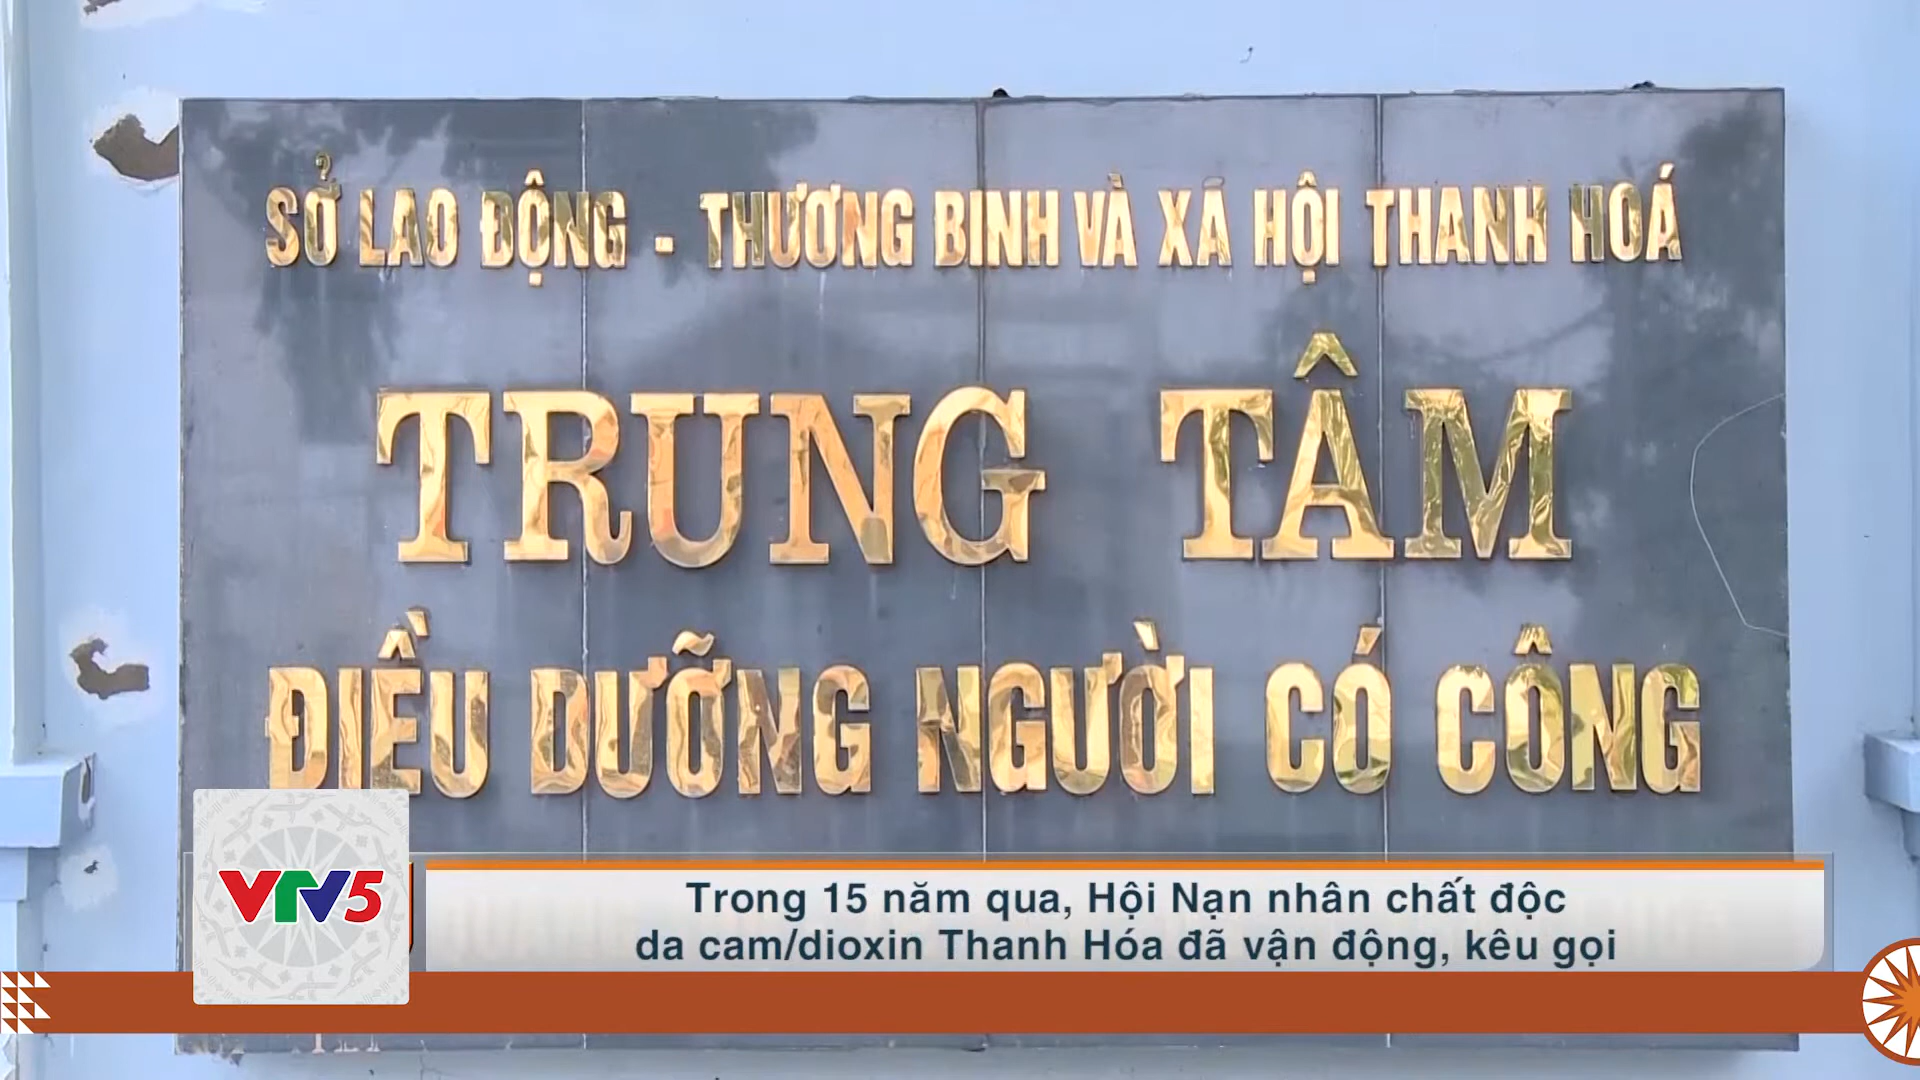 SỞ LAO ĐỘNG - THƯƠNG BINH VÀ XÃ HỘI THANH HOÁ
TRUNG TÂM
ĐIỀU DƯỠNG NGƯỜI CÓ CÔNG
VTV5
Trong 15 năm qua, Hội Nạn nhân chất độc
da cam/dioxin Thanh Hóa đã vận động, kêu gọi